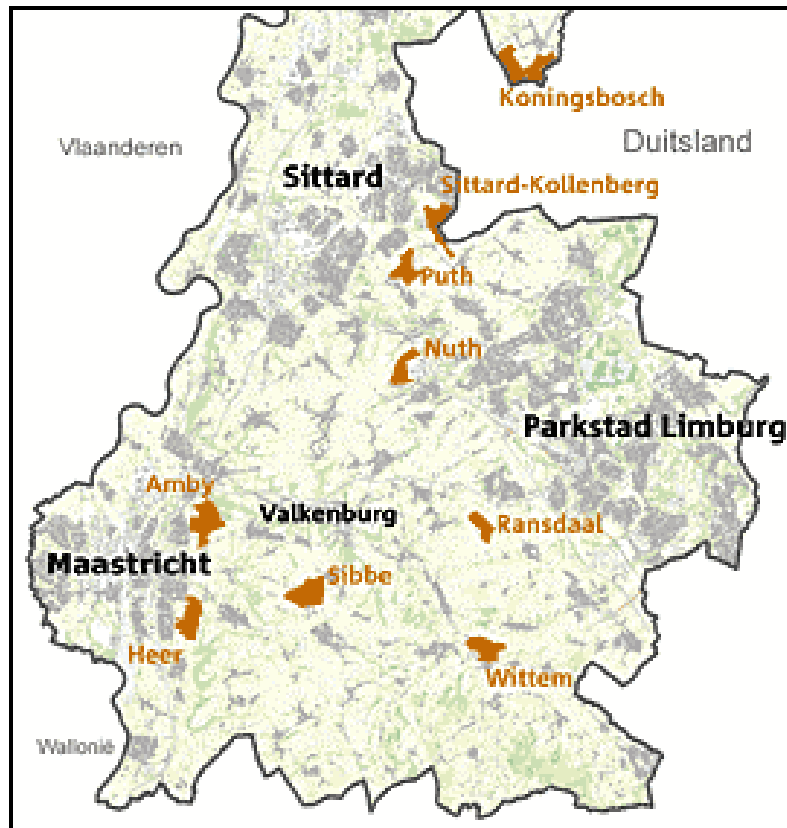 Koningsbosch
Vlaanderen
Duitsland
Sittard
Sittard-Kollenberg
Puth
Nuth
Parkstad Limburg
Amby
Valkenburg
Ransdaal
Maastricht
Sibbe
Heer
Wittem
Wallonië